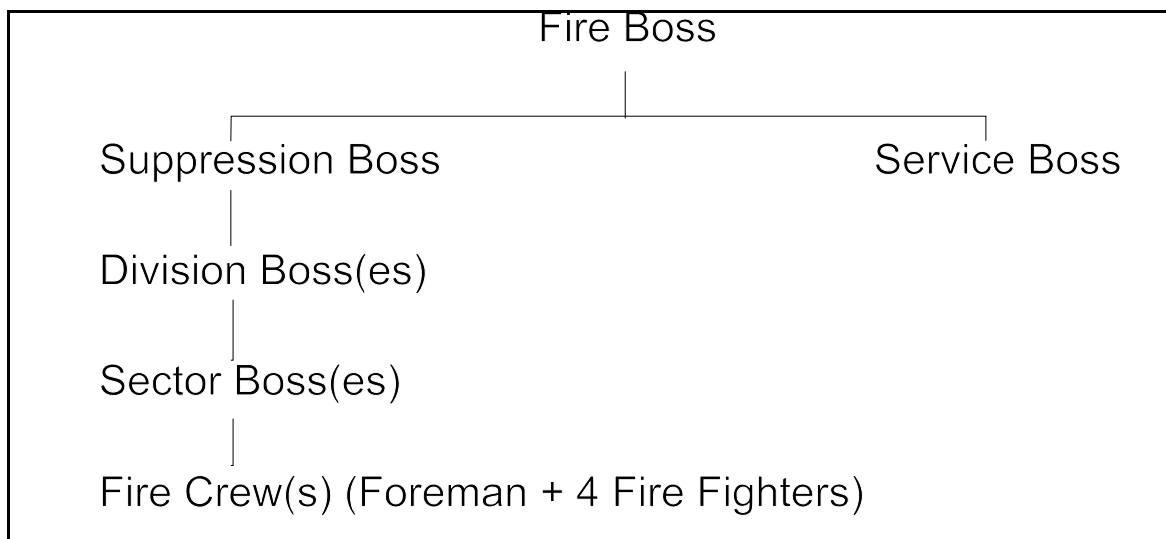 Fire Boss
Suppression Boss
Service Boss
Division Boss(es)
Sector Boss(es)
Fire Crew(s) (Foreman + 4 Fire Fighters)